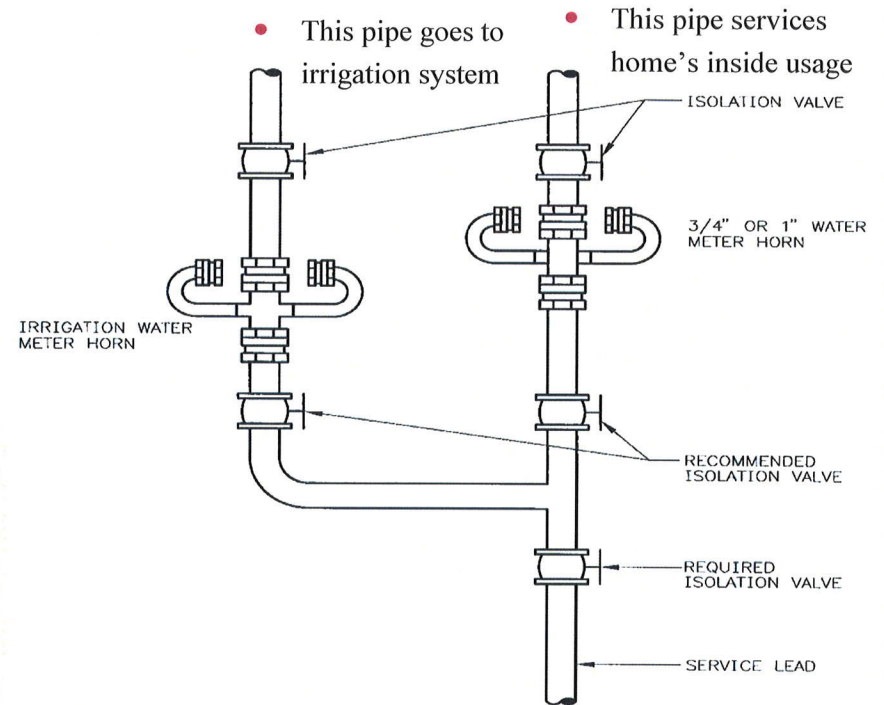 • This pipe goes to
irrigation system
• This pipe services
home's inside usage
ISOLATION VALVE
3/4" OR 1" WATER
METER HORN
IRRIGATION WATER
METER HORN
RECOMMENDED
ISOLATION VALVE
REQUIRED
ISOLATION VALVE
SERVICE LEAD